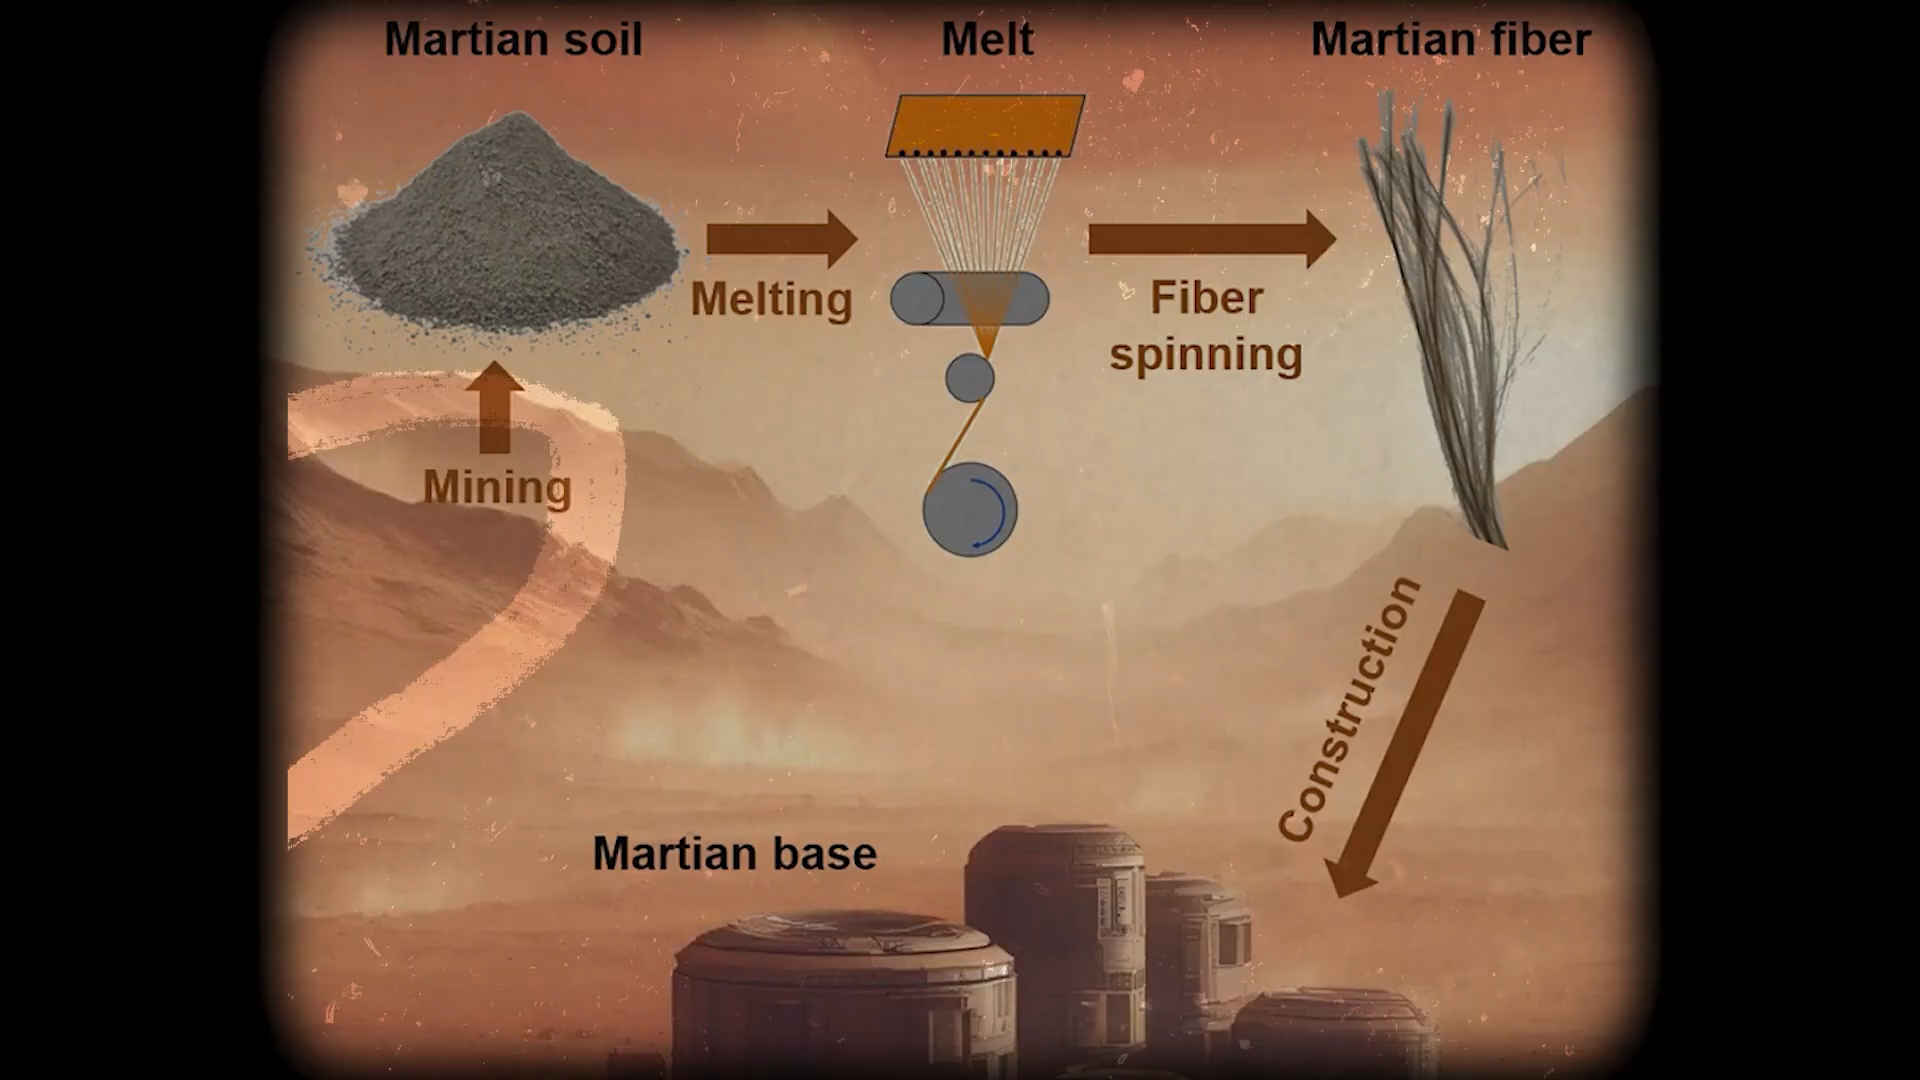 Martian soil
Melt
Martian fiber
Melting
Fiber
spinning
Mining
Construction
Martian base